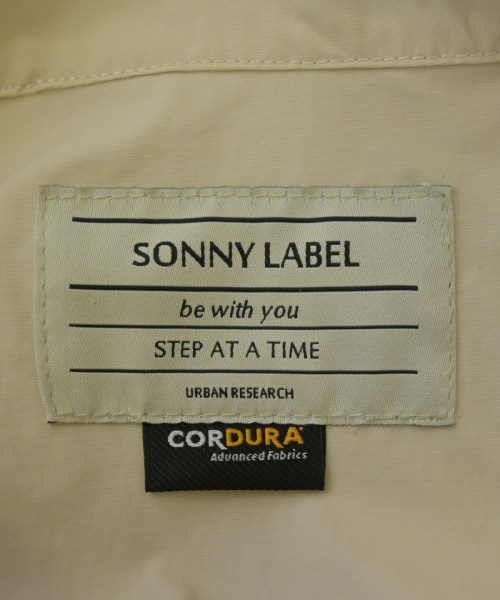 SONNY LABEL
be with you
STEP AT A TIME
URBAN RESEARCH
CORDURA®
Advanced Fabrics